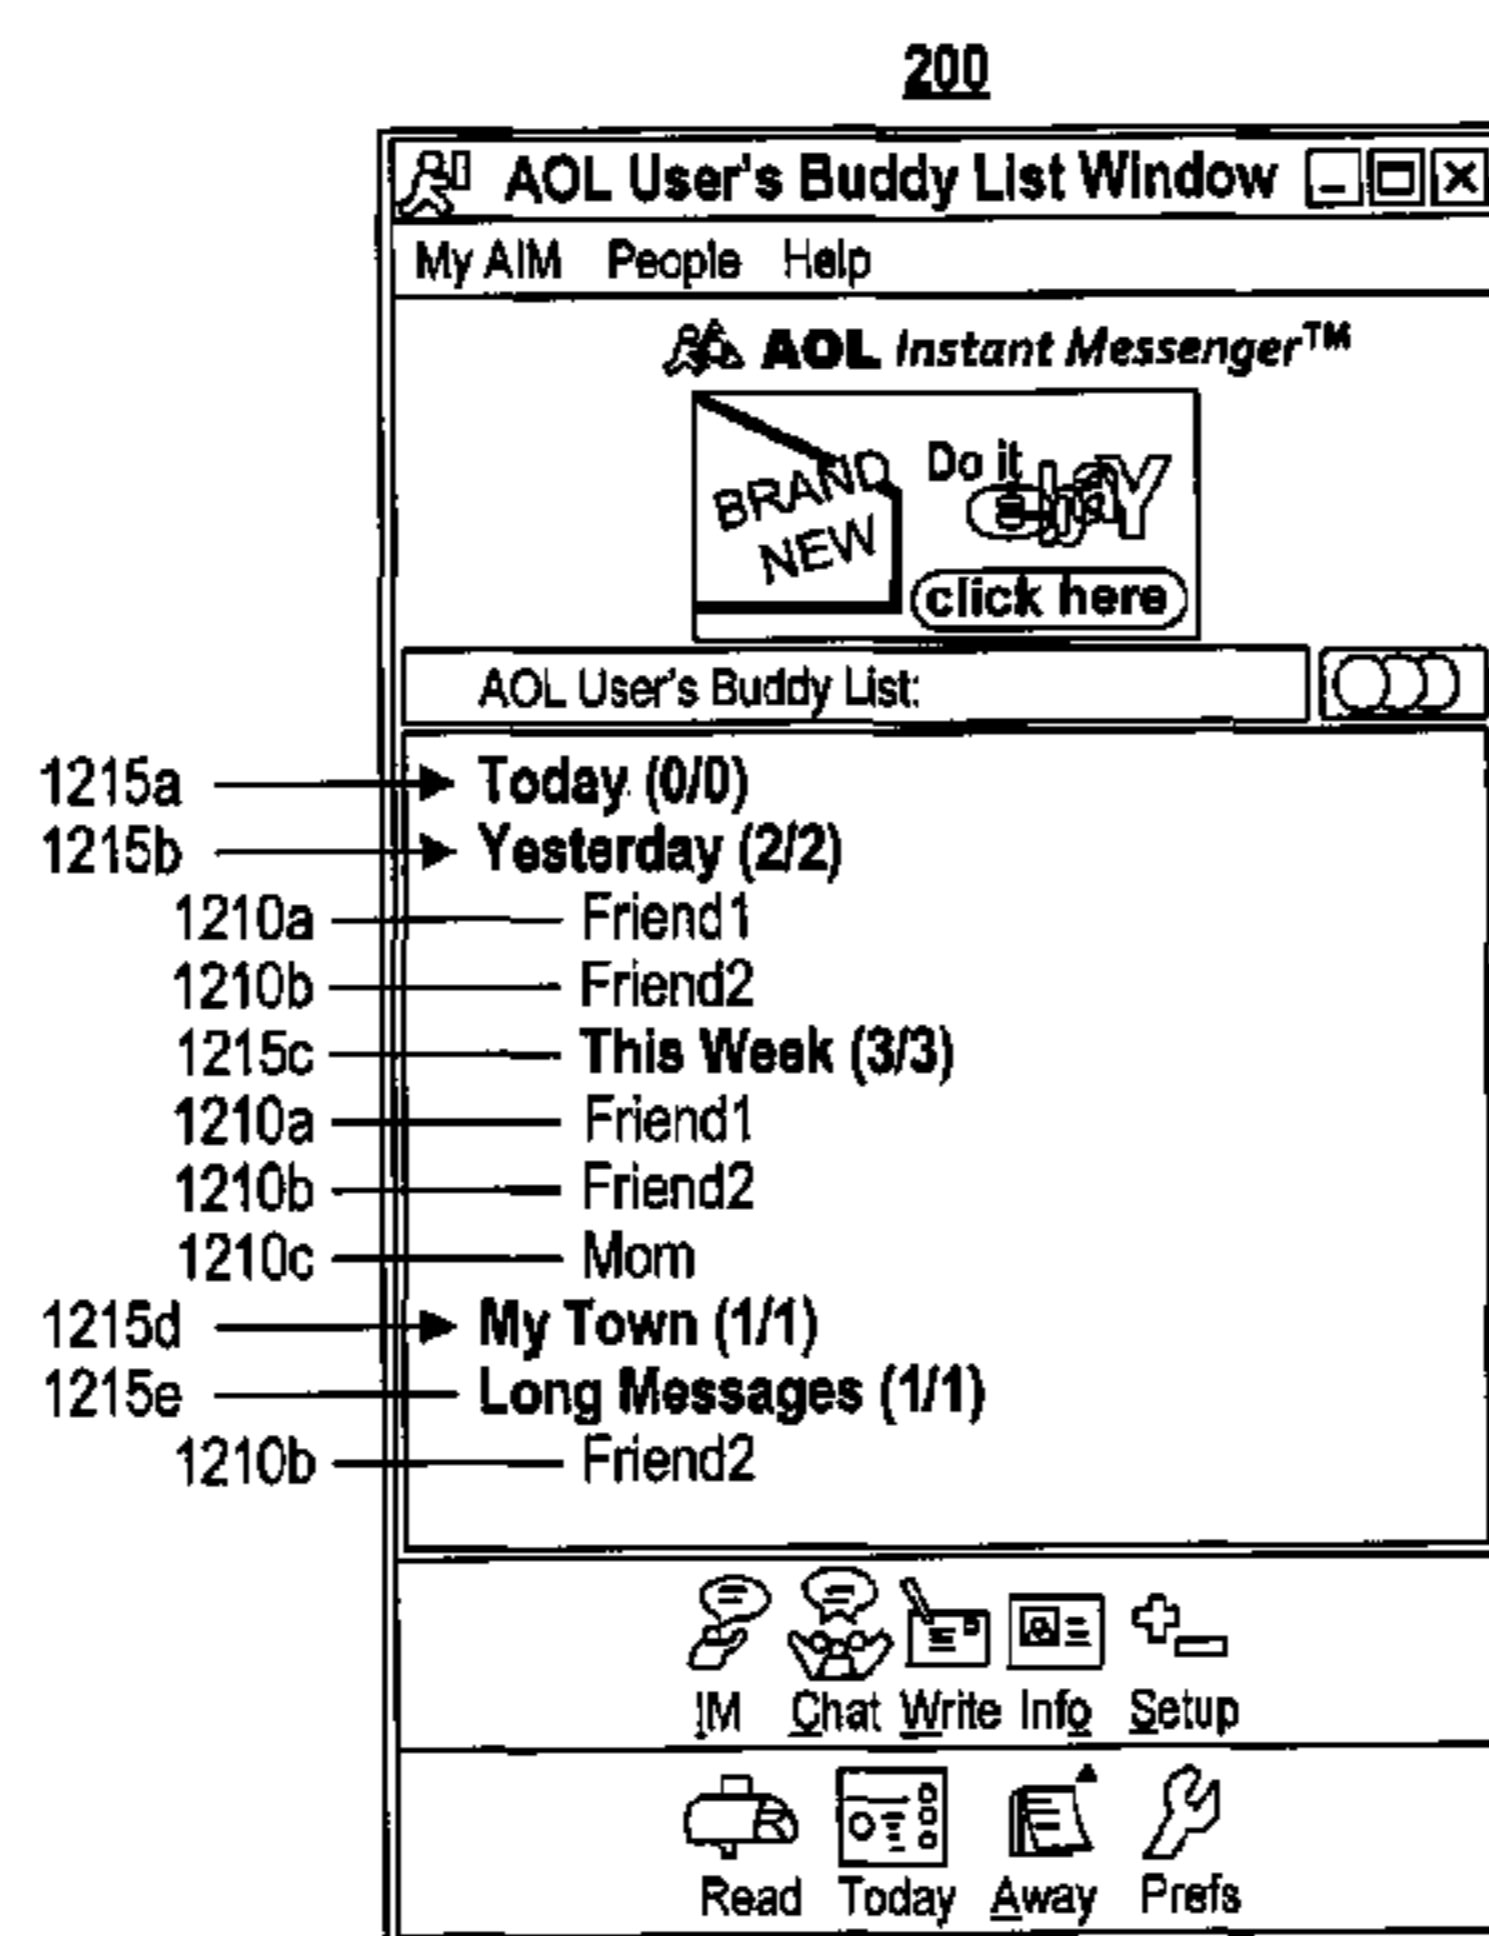 200
AOL User's Buddy List Window
My AIM People Help
AOL Instant Messenger™
BRAND NEW
Do it ebaY
click here
AOL User's Buddy List:
1215a Today (0/0)
1215b Yesterday (2/2)
1210a Friend1
1210b Friend2
1215c This Week (3/3)
1210a Friend1
1210b Friend2
1210c Mom
1215d My Town (1/1)
1215e Long Messages (1/1)
1210b Friend2
IM Chat Write Info Setup
Read Today Away Prefs